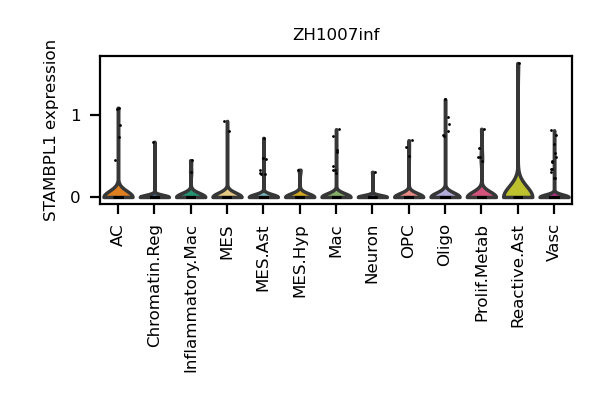 ZH1007inf
STAMBPL1 expression
1
0
AC
Chromatin.Reg
Inflammatory.Mac
MES
MES.Ast
MES.Hyp
Mac
Neuron
OPC
Oligo
Prolif.Metab
Reactive.Ast
Vasc